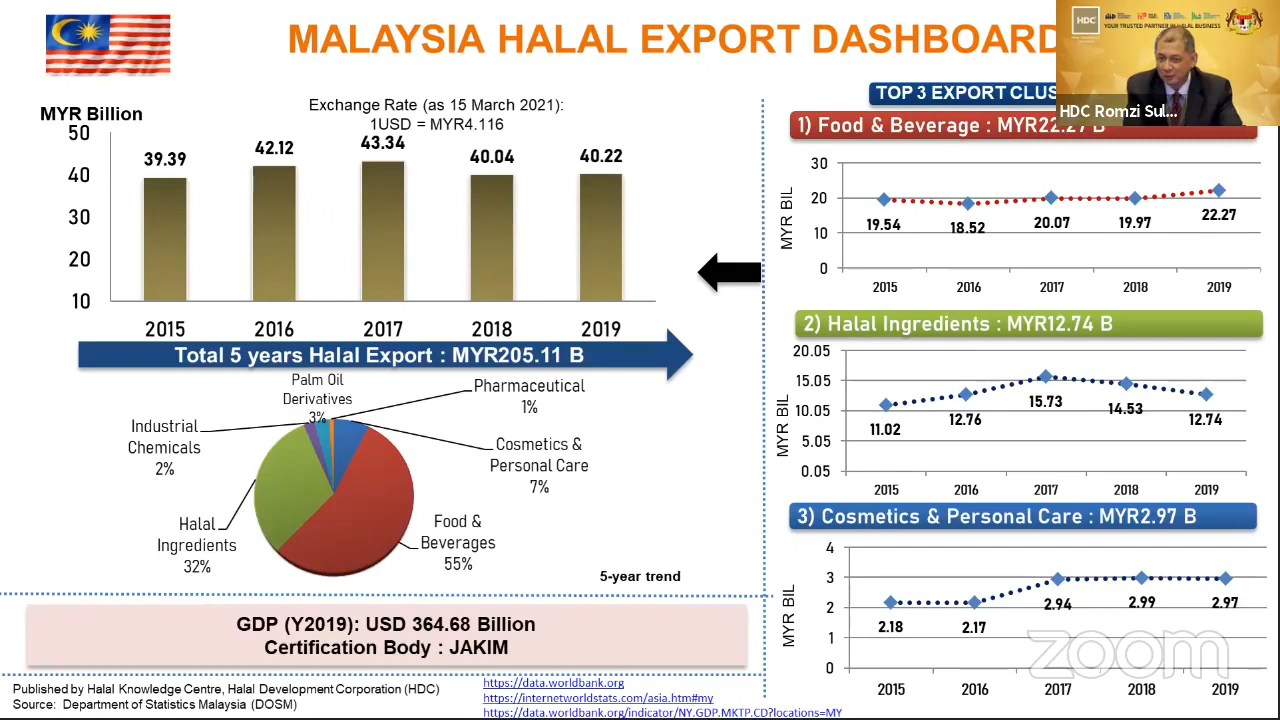 MALAYSIA HALAL EXPORT DASHBOARD
HDC
YOUR TRUSTED PARTNER IN HALAL BUSINESS
HDC Romzi Sul...
MYR Billion
Exchange Rate (as 15 March 2021):
1USD = MYR4.116
50
40
30
20
10
39.39
42.12
43.34
40.04
40.22
2015
2016
2017
2018
2019
Total 5 years Halal Export : MYR205.11 B
Palm Oil
Derivatives
3%
Pharmaceutical
1%
Industrial
Chemicals
2%
Cosmetics &
Personal Care
7%
Halal
Ingredients
32%
Food &
Beverages
55%
5-year trend
GDP (Y2019): USD 364.68 Billion
Certification Body : JAKIM
Published by Halal Knowledge Centre, Halal Development Corporation (HDC)
Source: Department of Statistics Malaysia (DOSM)
https://data.worldbank.org
https://internetworldstats.com/asia.htm#my
https://data.worldbank.org/indicator/NY.GDP.MKTP.CD?locations=MY
TOP 3 EXPORT CLUS
1) Food & Beverage : MYR22.27 B
MYR BIL
30
20
10
0
19.54
18.52
20.07
19.97
22.27
2015
2016
2017
2018
2019
2) Halal Ingredients : MYR12.74 B
MYR BIL
20.05
15.05
10.05
5.05
0.05
11.02
12.76
15.73
14.53
12.74
2015
2016
2017
2018
2019
3) Cosmetics & Personal Care : MYR2.97 B
MYR BIL
4
3
2
1
0
2.18
2.17
2.94
2.99
2.97
2015
2016
2017
2018
2019
zoom